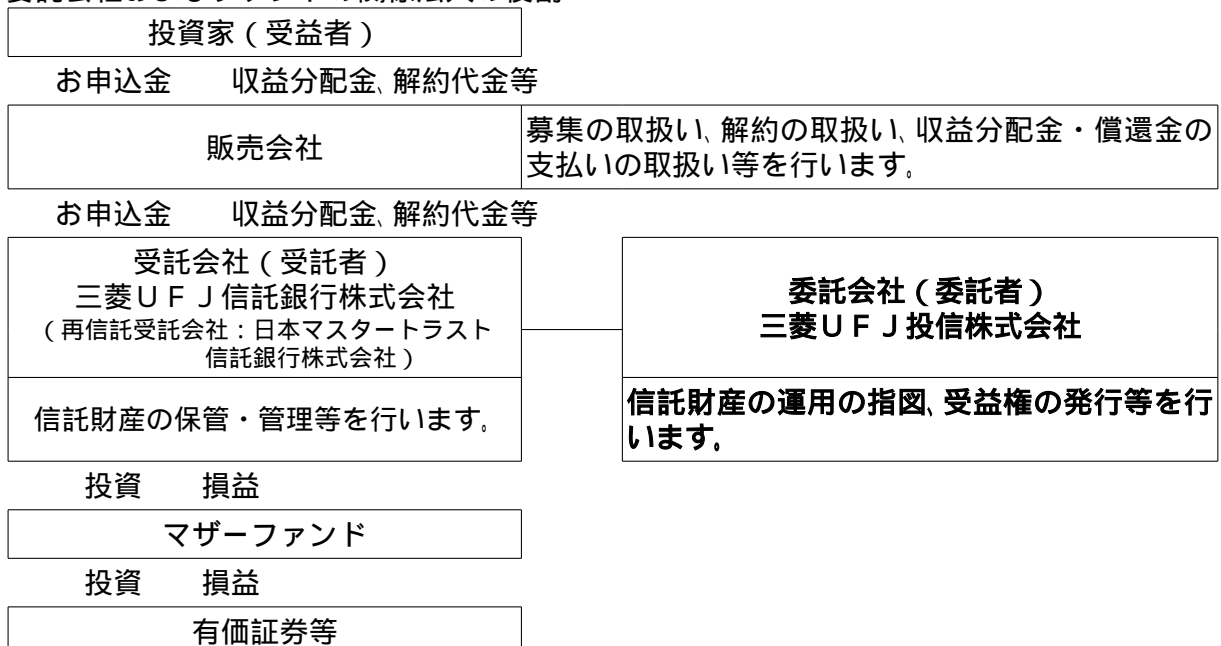 投資家(受益者)
お申込金　収益分配金、解約代金等
販売会社
募集の取扱い、解約の取扱い、収益分配金・償還金の
支払いの取扱い等を行います。
お申込金　収益分配金、解約代金等
受託会社(受託者)
三菱UFJ信託銀行株式会社
(再信託受託会社:日本マスタートラスト
信託銀行株式会社)
委託会社(委託者)
三菱UFJ投信株式会社
信託財産の保管・管理等を行います。
信託財産の運用の指図、受益権の発行等を行
います。
投資　損益
マザーファンド
投資　損益
有価証券等